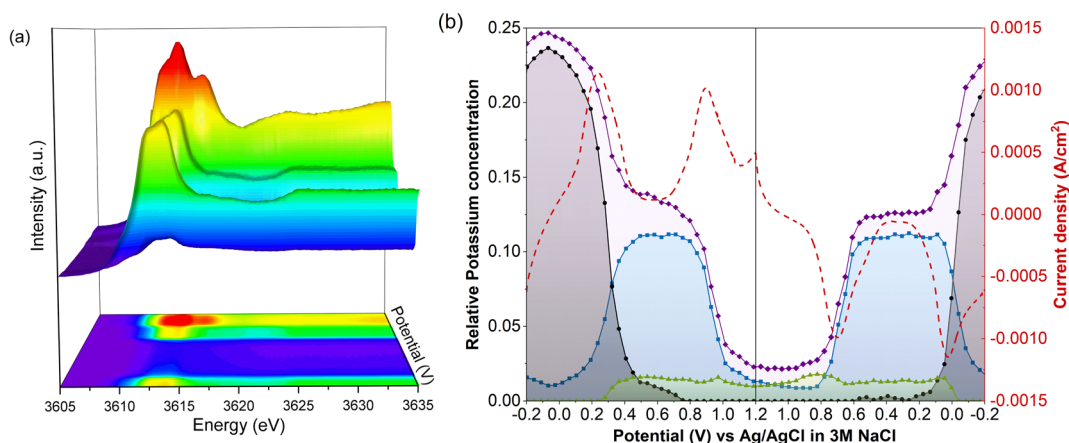 (a)
Intensity (a.u.)
Potential (V)
3605 3610 3615 3620 3625 3630 3635
Energy (eV)
(b)
0.25
0.20
0.15
0.10
0.05
0.00
Relative Potassium concentration
0.0015
0.0010
0.0005
0.0000
-0.0005
-0.0010
-0.0015
Current density (A/cm²)
-0.2 0.0 0.2 0.4 0.6 0.8 1.0 1.2 1.0 0.8 0.6 0.4 0.2 0.0 -0.2
Potential (V) vs Ag/AgCl in 3M NaCl